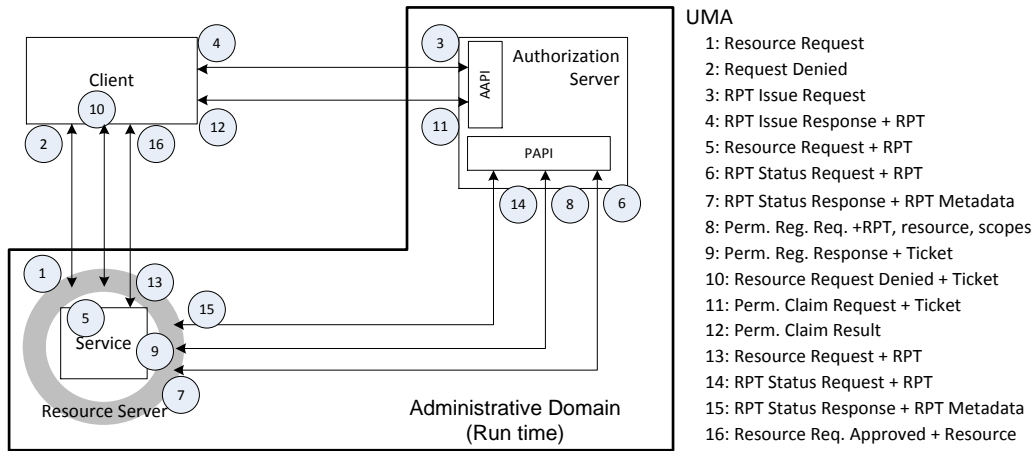 4
3
Client
10
2
12
16
Authorization
Server
AAPI
11
PAPI
14
8
6
1
13
5
15
Service
9
7
Resource Server
Administrative Domain
(Run time)
UMA
1: Resource Request
2: Request Denied
3: RPT Issue Request
4: RPT Issue Response + RPT
5: Resource Request + RPT
6: RPT Status Request + RPT
7: RPT Status Response + RPT Metadata
8: Perm. Reg. Req. +RPT, resource, scopes
9: Perm. Reg. Response + Ticket
10: Resource Request Denied + Ticket
11: Perm. Claim Request + Ticket
12: Perm. Claim Result
13: Resource Request + RPT
14: RPT Status Request + RPT
15: RPT Status Response + RPT Metadata
16: Resource Req. Approved + Resource